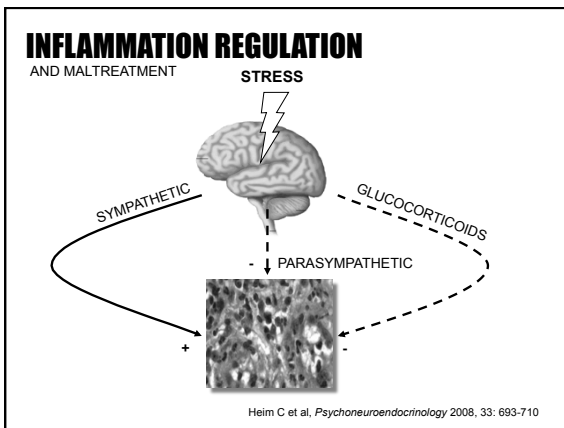 INFLAMMATION REGULATION
AND MALTREATMENT
STRESS
SYMPATHETIC
GLUCOCORTICOIDS
- PARASYMPATHETIC
+
-
Heim C et al, Psychoneuroendocrinology 2008, 33: 693-710